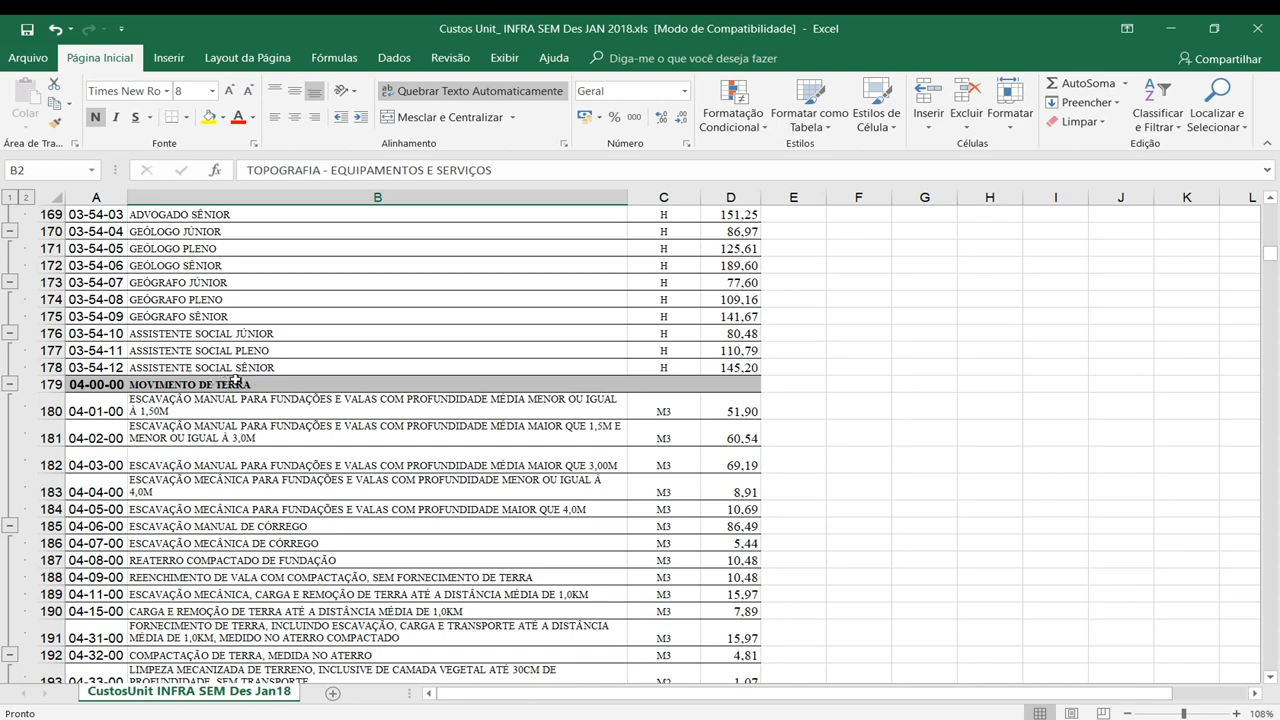 Custos Unit_ INFRA SEM Des JAN 2018.xls [Modo de Compatibilidade] - Excel
Arquivo Página Inicial Inserir Layout da Página Fórmulas Dados Revisão Exibir Ajuda Diga-me o que você deseja fazer Compartilhar
Times New Ro 8 Quebrar Texto Automaticamente Geral AutoSoma
Mesclar e Centralizar Preencher
Limpar
Colar
N I S
% 000
Formatação Condicional
Formatar como Tabela
Estilos de Célula
Inserir Excluir Formatar
Classificar e Filtrar
Localizar e Selecionar
Área de Tra... Fonte Alinhamento Número Estilos Células Edição
B2 fx TOPOGRAFIA - EQUIPAMENTOS E SERVIÇOS
1 2 A B C D E F G H I J K L
169 03-54-03 ADVOGADO SÊNIOR H 151,25
170 03-54-04 GEÓLOGO JÚNIOR H 86,97
171 03-54-05 GEÓLOGO PLENO H 125,61
172 03-54-06 GEÓLOGO SÊNIOR H 189,60
173 03-54-07 GEÓGRAFO JÚNIOR H 77,60
174 03-54-08 GEÓGRAFO PLENO H 109,16
175 03-54-09 GEÓGRAFO SÊNIOR H 141,67
176 03-54-10 ASSISTENTE SOCIAL JÚNIOR H 80,48
177 03-54-11 ASSISTENTE SOCIAL PLENO H 110,79
178 03-54-12 ASSISTENTE SOCIAL SÊNIOR H 145,20
179 04-00-00 MOVIMENTO DE TERRA
ESCAVAÇÃO MANUAL PARA FUNDAÇÕES E VALAS COM PROFUNDIDADE MÉDIA MENOR OU IGUAL
180 04-01-00 À 1,50M M3 51,90
ESCAVAÇÃO MANUAL PARA FUNDAÇÕES E VALAS COM PROFUNDIDADE MÉDIA MAIOR QUE 1,5M E
181 04-02-00 MENOR OU IGUAL À 3,0M M3 60,54
182 04-03-00 ESCAVAÇÃO MANUAL PARA FUNDAÇÕES E VALAS COM PROFUNDIDADE MÉDIA MAIOR QUE 3,00M M3 69,19
ESCAVAÇÃO MECÂNICA PARA FUNDAÇÕES E VALAS COM PROFUNDIDADE MENOR OU IGUAL À
183 04-04-00 4,0M M3 8,91
184 04-05-00 ESCAVAÇÃO MECÂNICA PARA FUNDAÇÕES E VALAS COM PROFUNDIDADE MAIOR QUE 4,0M M3 10,69
185 04-06-00 ESCAVAÇÃO MANUAL DE CÓRREGO M3 86,49
186 04-07-00 ESCAVAÇÃO MECÂNICA DE CÓRREGO M3 5,44
187 04-08-00 REATERRO COMPACTADO DE FUNDAÇÃO M3 10,48
188 04-09-00 REENCHIMENTO DE VALA COM COMPACTAÇÃO, SEM FORNECIMENTO DE TERRA M3 10,48
189 04-11-00 ESCAVAÇÃO MECÂNICA, CARGA E REMOÇÃO DE TERRA ATÉ A DISTÂNCIA MÉDIA DE 1,0KM M3 15,97
190 04-15-00 CARGA E REMOÇÃO DE TERRA ATÉ A DISTÂNCIA MÉDIA DE 1,0KM M3 7,89
FORNECIMENTO DE TERRA, INCLUINDO ESCAVAÇÃO, CARGA E TRANSPORTE ATÉ A DISTÂNCIA
191 04-31-00 MÉDIA DE 1,0KM, MEDIDO NO ATERRO COMPACTADO M3 15,97
192 04-32-00 COMPACTAÇÃO DE TERRA, MEDIDA NO ATERRO M3 4,81
LIMPEZA MECANIZADA DE TERRENO, INCLUSIVE DE CAMADA VEGETAL ATÉ 30CM DE
193 04-33-00 PROFUNDIDADE, SEM TRANSPORTE M2 1,07
CustosUnit INFRA SEM Des Jan18
Pronto 108%